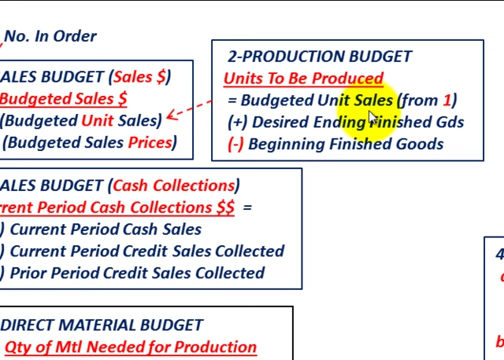 No. In Order
2-PRODUCTION BUDGET
Units To Be Produced
= Budgeted Unit Sales (from 1)
(+) Desired Ending Finished Gds
(-) Beginning Finished Goods
ALES BUDGET (Sales $)
Budgeted Sales $
(Budgeted Unit Sales)
(Budgeted Sales Prices)
ALES BUDGET (Cash Collections)
rrent Period Cash Collections $$ =
) Current Period Cash Sales
) Current Period Credit Sales Collected
) Prior Period Credit Sales Collected
4
DIRECT MATERIAL BUDGET
Qty of Mtl Needed for Production
b